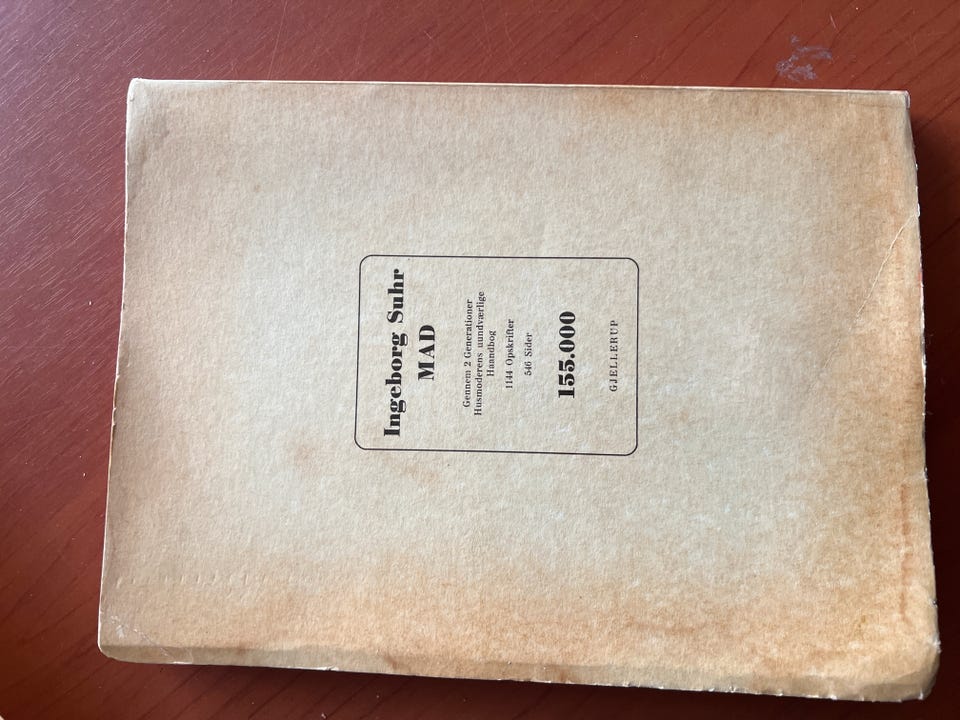 Ingeborg Suhr
MAD
Gennem 2 Generationer
Husmoderens uundværlige
Haandbog
1144 Opskrifter
546 Sider
155.000
GJELLERUP